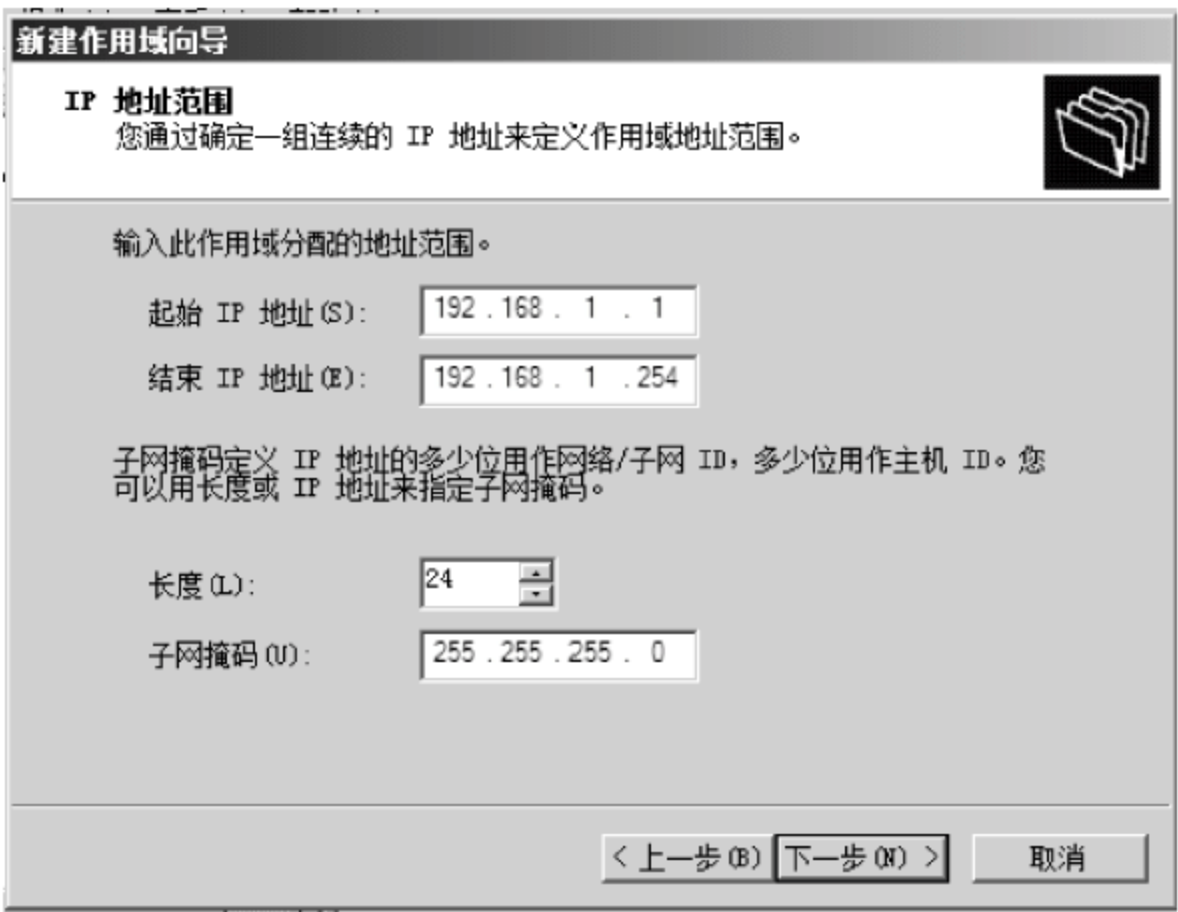 新建作用域向导
IP 地址范围
您通过确定一组连续的 IP 地址来定义作用域地址范围。
输入此作用域分配的地址范围。
起始 IP 地址(S): 192 . 168 . 1 . 1
结束 IP 地址(E): 192 . 168 . 1 . 254
子网掩码定义 IP 地址的多少位用作网络/子网 ID，多少位用作主机 ID。您
可以用长度或 IP 地址来指定子网掩码。
长度(L): 24
子网掩码(U): 255 . 255 . 255 . 0
< 上一步(B) 下一步(N) > 取消